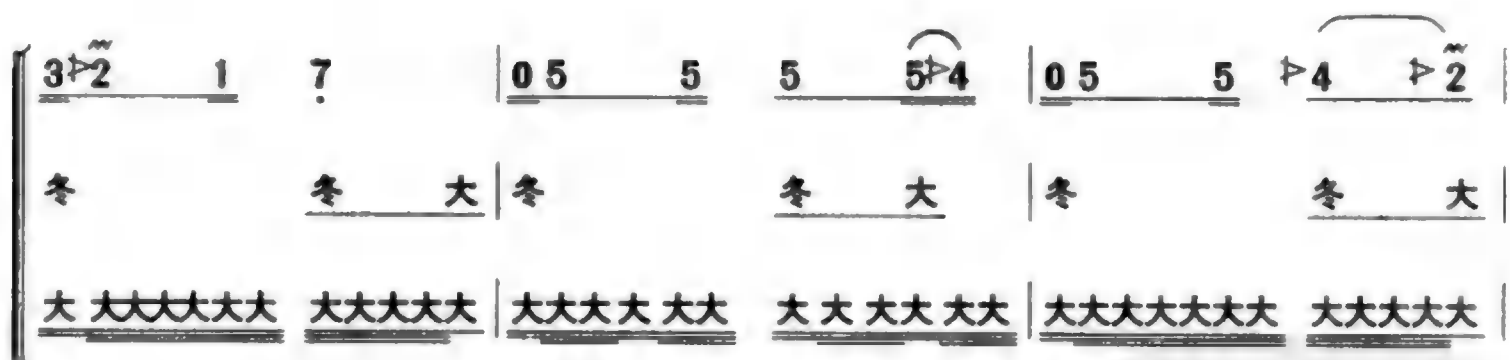 3 2 1 7 | 0 5 5 5 5 4 | 0 5 5 4 2 |
冬 冬 大 | 冬 冬 大 | 冬 冬 大 |
大 大大大大大大 大大大大大 | 大大大 大 大大 大 大 大大 大大 | 大大大大大大大 大大大大大 |